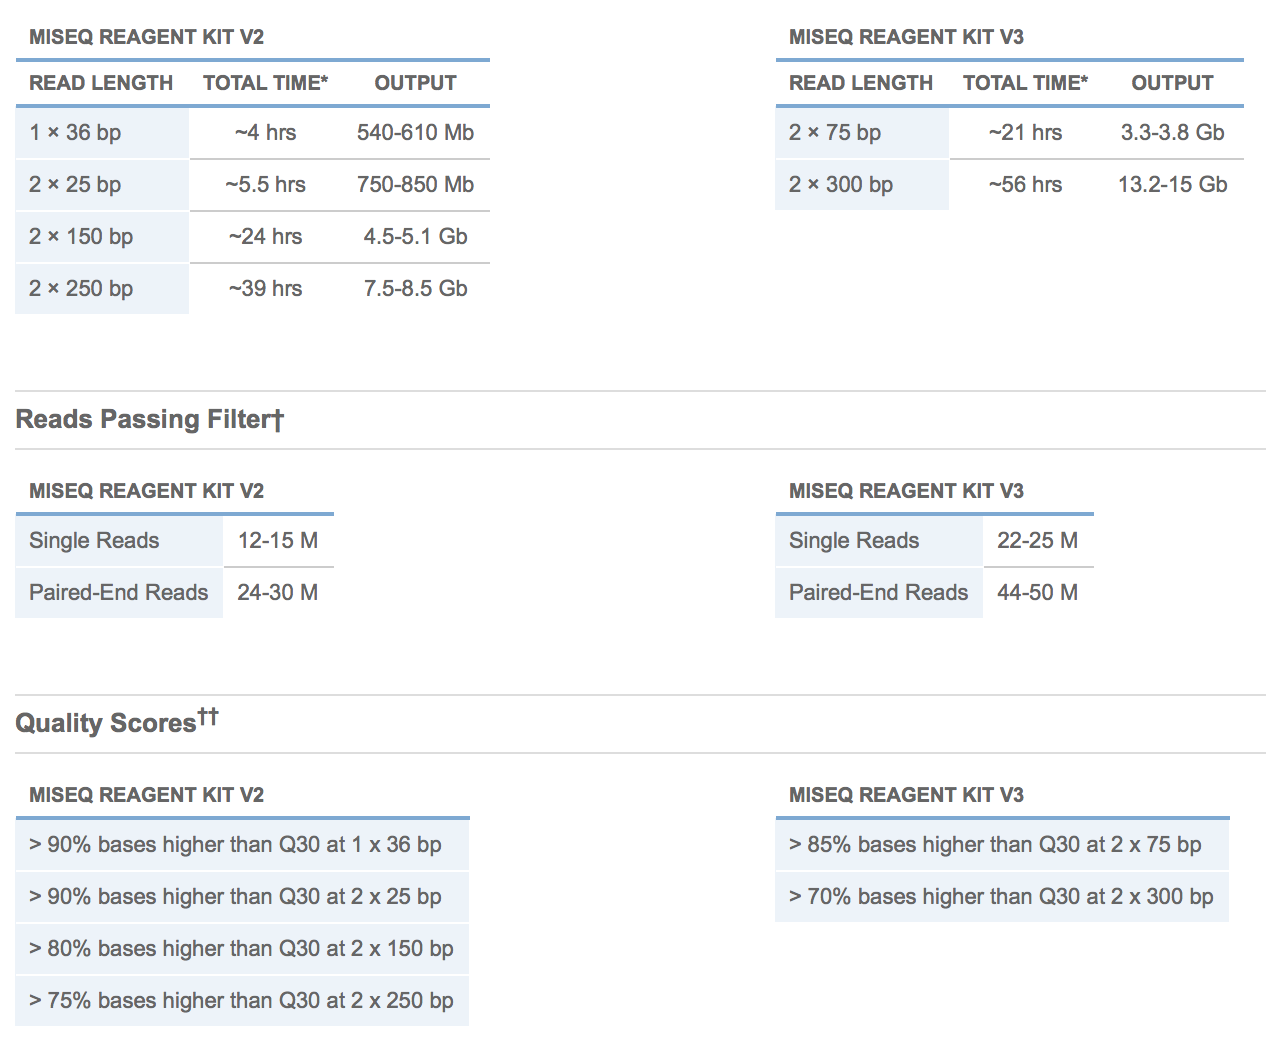 MISEQ REAGENT KIT V2
READ LENGTH TOTAL TIME* OUTPUT
1 × 36 bp ~4 hrs 540-610 Mb
2 × 25 bp ~5.5 hrs 750-850 Mb
2 × 150 bp ~24 hrs 4.5-5.1 Gb
2 × 250 bp ~39 hrs 7.5-8.5 Gb
MISEQ REAGENT KIT V3
READ LENGTH TOTAL TIME* OUTPUT
2 × 75 bp ~21 hrs 3.3-3.8 Gb
2 × 300 bp ~56 hrs 13.2-15 Gb
Reads Passing Filter†
MISEQ REAGENT KIT V2
Single Reads 12-15 M
Paired-End Reads 24-30 M
MISEQ REAGENT KIT V3
Single Reads 22-25 M
Paired-End Reads 44-50 M
Quality Scores††
MISEQ REAGENT KIT V2
> 90% bases higher than Q30 at 1 x 36 bp
> 90% bases higher than Q30 at 2 x 25 bp
> 80% bases higher than Q30 at 2 x 150 bp
> 75% bases higher than Q30 at 2 x 250 bp
MISEQ REAGENT KIT V3
> 85% bases higher than Q30 at 2 x 75 bp
> 70% bases higher than Q30 at 2 x 300 bp